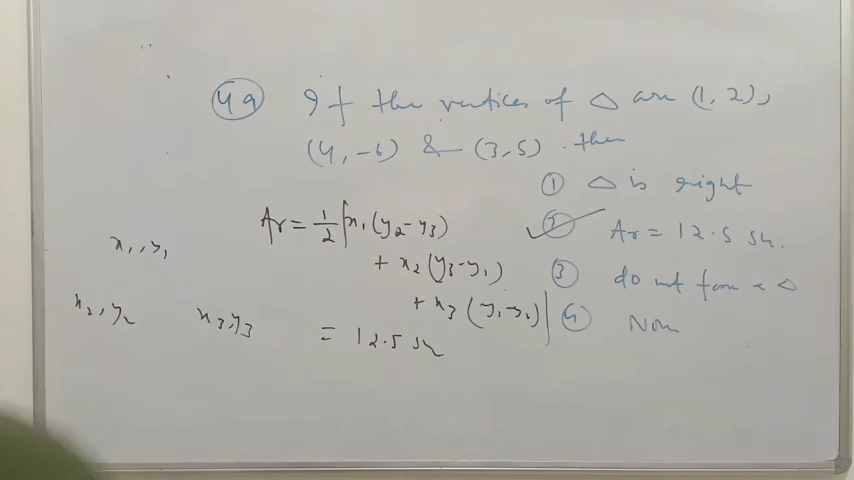 49 If the vertices of △ are (1, 2),
(4, -6) & (3, 5). then
① △ is right
② Ar = 12.5 sq.
③ do not form a △
④ Non
Ar = 1/2 | x₁ (y₂ - y₃)
+ x₂ (y₃ - y₁)
+ x₃ (y₁ - y₂) |
= 12.5 sq
x₁, y₁
x₂, y₂
x₃, y₃